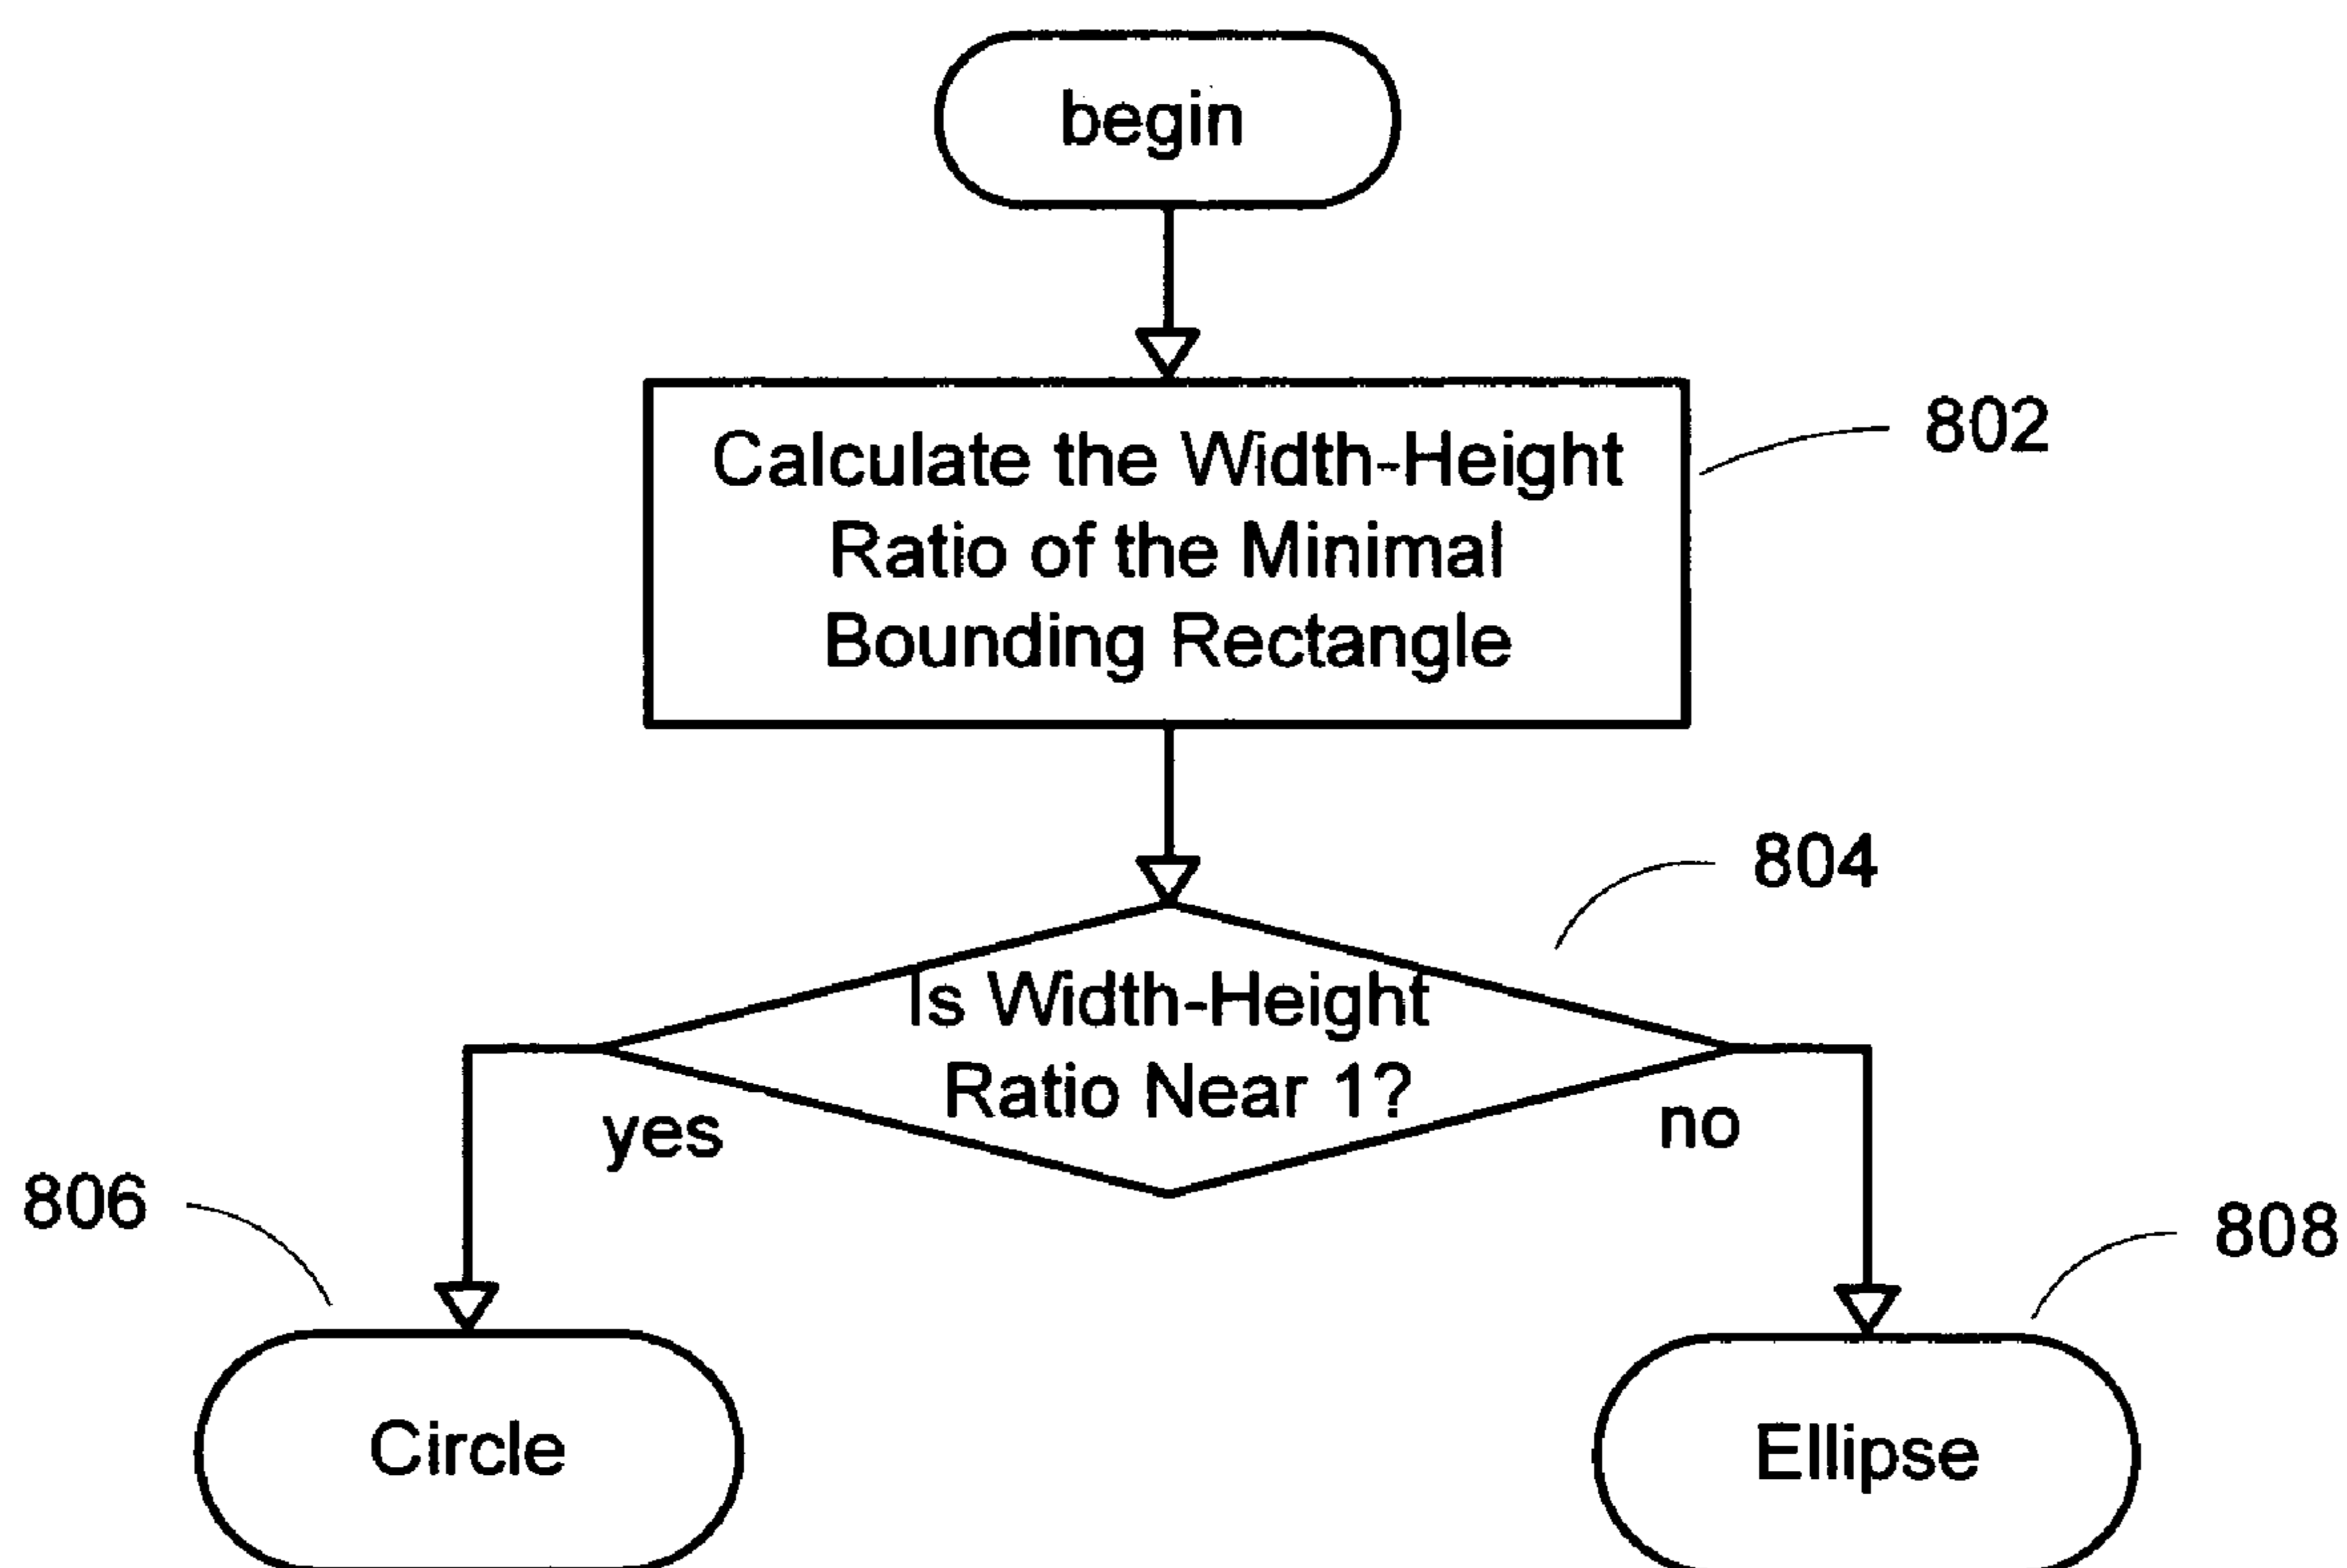 begin
Calculate the Width-Height
Ratio of the Minimal
Bounding Rectangle
802
804
Is Width-Height
Ratio Near 1?
yes
no
806
808
Circle
Ellipse